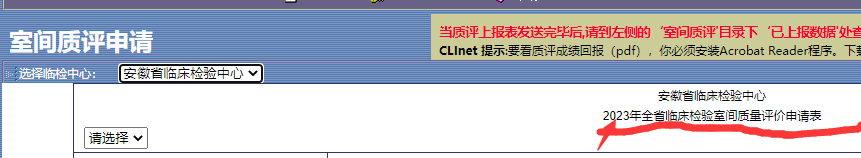 室间质评申请
当质评上报表发送完毕后,请到左侧的‘室间质评’目录下‘已上报数据’处查
CLInet 提示:要看质评成绩回报（pdf），你必须安装Acrobat Reader程序。下载
选择临检中心：
安徽省临床检验中心
安徽省临床检验中心
2023年全省临床检验室间质量评价申请表
请选择